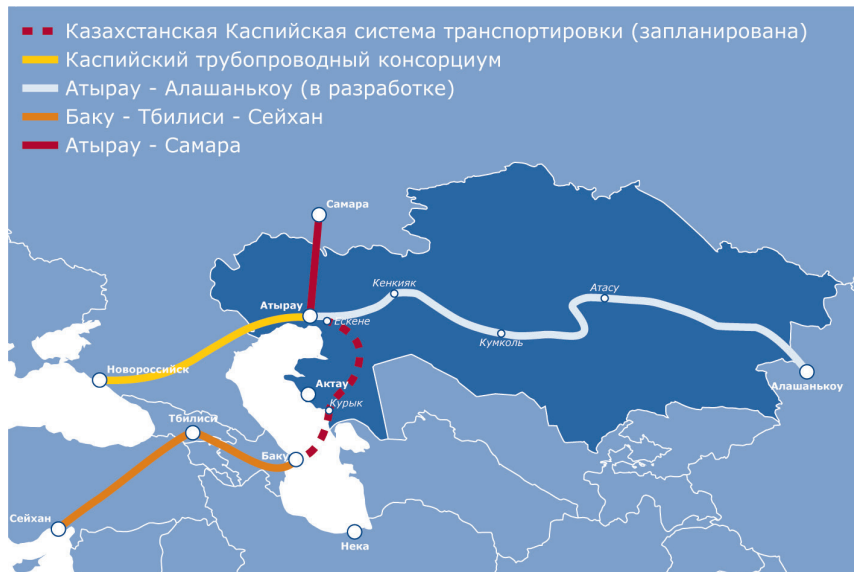 Казахстанская Каспийская система транспортировки (запланирована)
Каспийский трубопроводный консорциум
Атырау - Алашанькоу (в разработке)
Баку - Тбилиси - Сейхан
Атырау - Самара
Самара
Кенкияк
Атасу
Атырау
Ескене
Кумколь
Новороссийск
Актау
Алашанькоу
Курык
Тбилиси
Баку
Сейхан
Нека